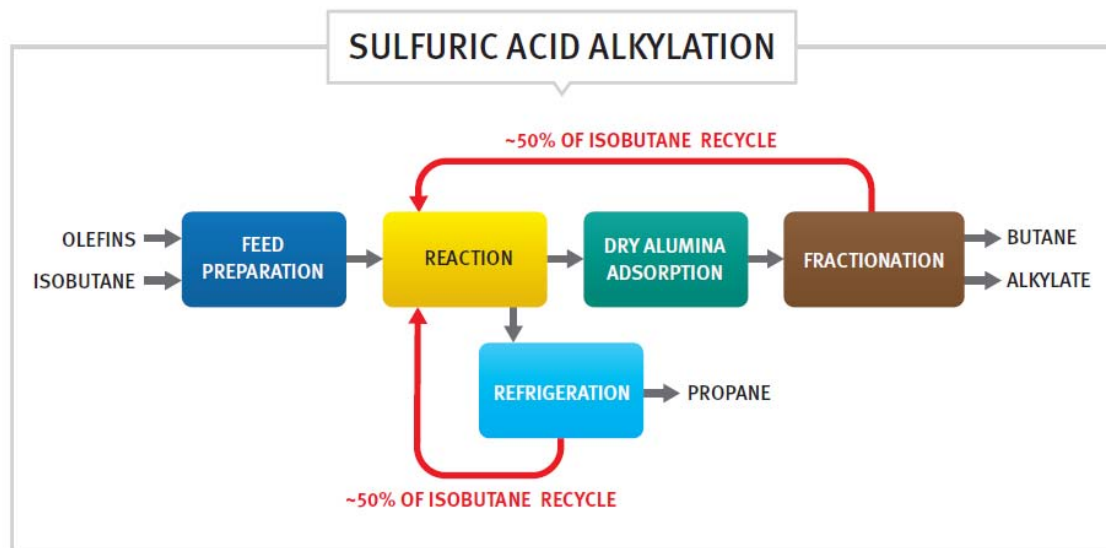 SULFURIC ACID ALKYLATION
~50% OF ISOBUTANE RECYCLE
OLEFINS
ISOBUTANE
FEED
PREPARATION
REACTION
DRY ALUMINA
ADSORPTION
FRACTIONATION
BUTANE
ALKYLATE
REFRIGERATION
PROPANE
~50% OF ISOBUTANE RECYCLE